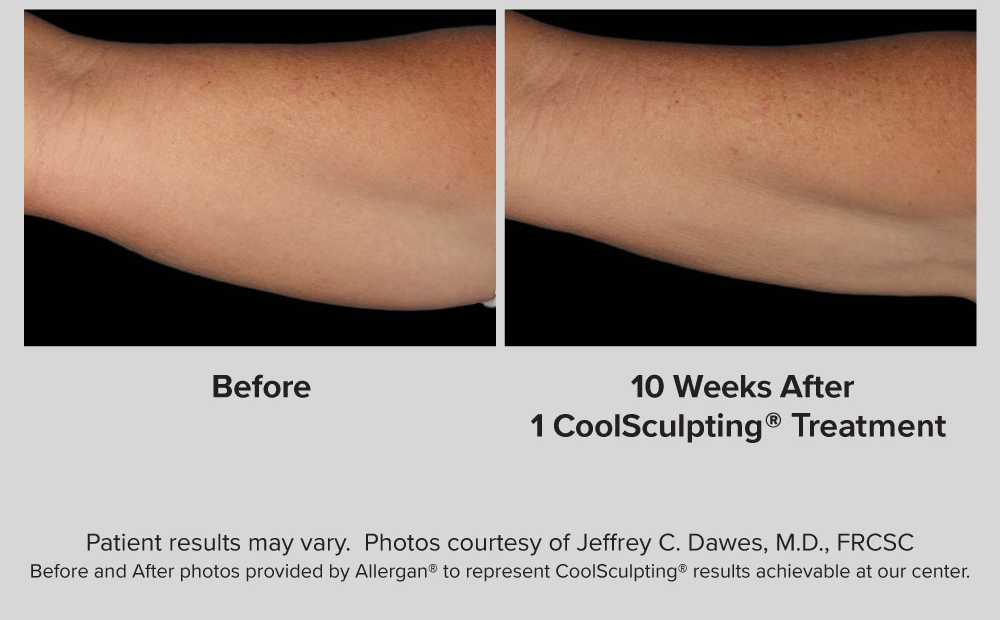 Before
10 Weeks After
1 CoolSculpting® Treatment
Patient results may vary.  Photos courtesy of Jeffrey C. Dawes, M.D., FRCSC
Before and After photos provided by Allergan® to represent CoolSculpting® results achievable at our center.